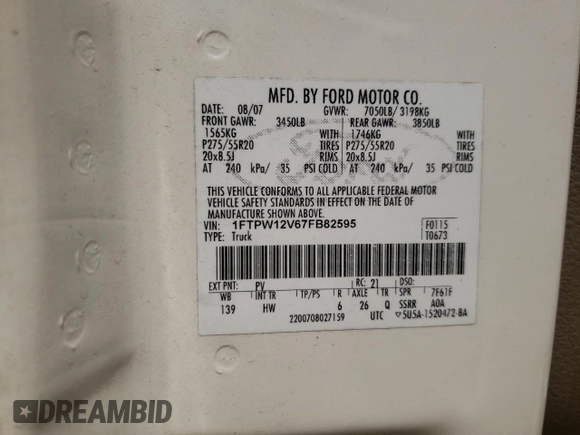 MFD. BY FORD MOTOR CO.
DATE: 08/07 GVWR: 7050LB/ 3198KG
FRONT GAWR: 3450LB REAR GAWR: 3850LB
1565KG WITH 1746KG WITH
P275/55R20 TIRES P275/55R20 TIRES
20x8.5J RIMS 20x8.5J RIMS
AT 240 kPa/ 35 PSI COLD AT 240 kPa/ 35 PSI COLD
THIS VEHICLE CONFORMS TO ALL APPLICABLE FEDERAL MOTOR
VEHICLE SAFETY STANDARDS IN EFFECT ON THE DATE OF
MANUFACTURE SHOWN ABOVE.
VIN: 1FTPW12V67FB82595 F0115
TYPE: Truck T0673
EXT PNT: PV RC: 21 DSO:
WB INT TR TP/PS R AXLE TR SPR 7F61F
139 HW 6 26 Q SSRR A0A
2200708027159 UTC ▽5U5A-1520472-BA
DREAMBID